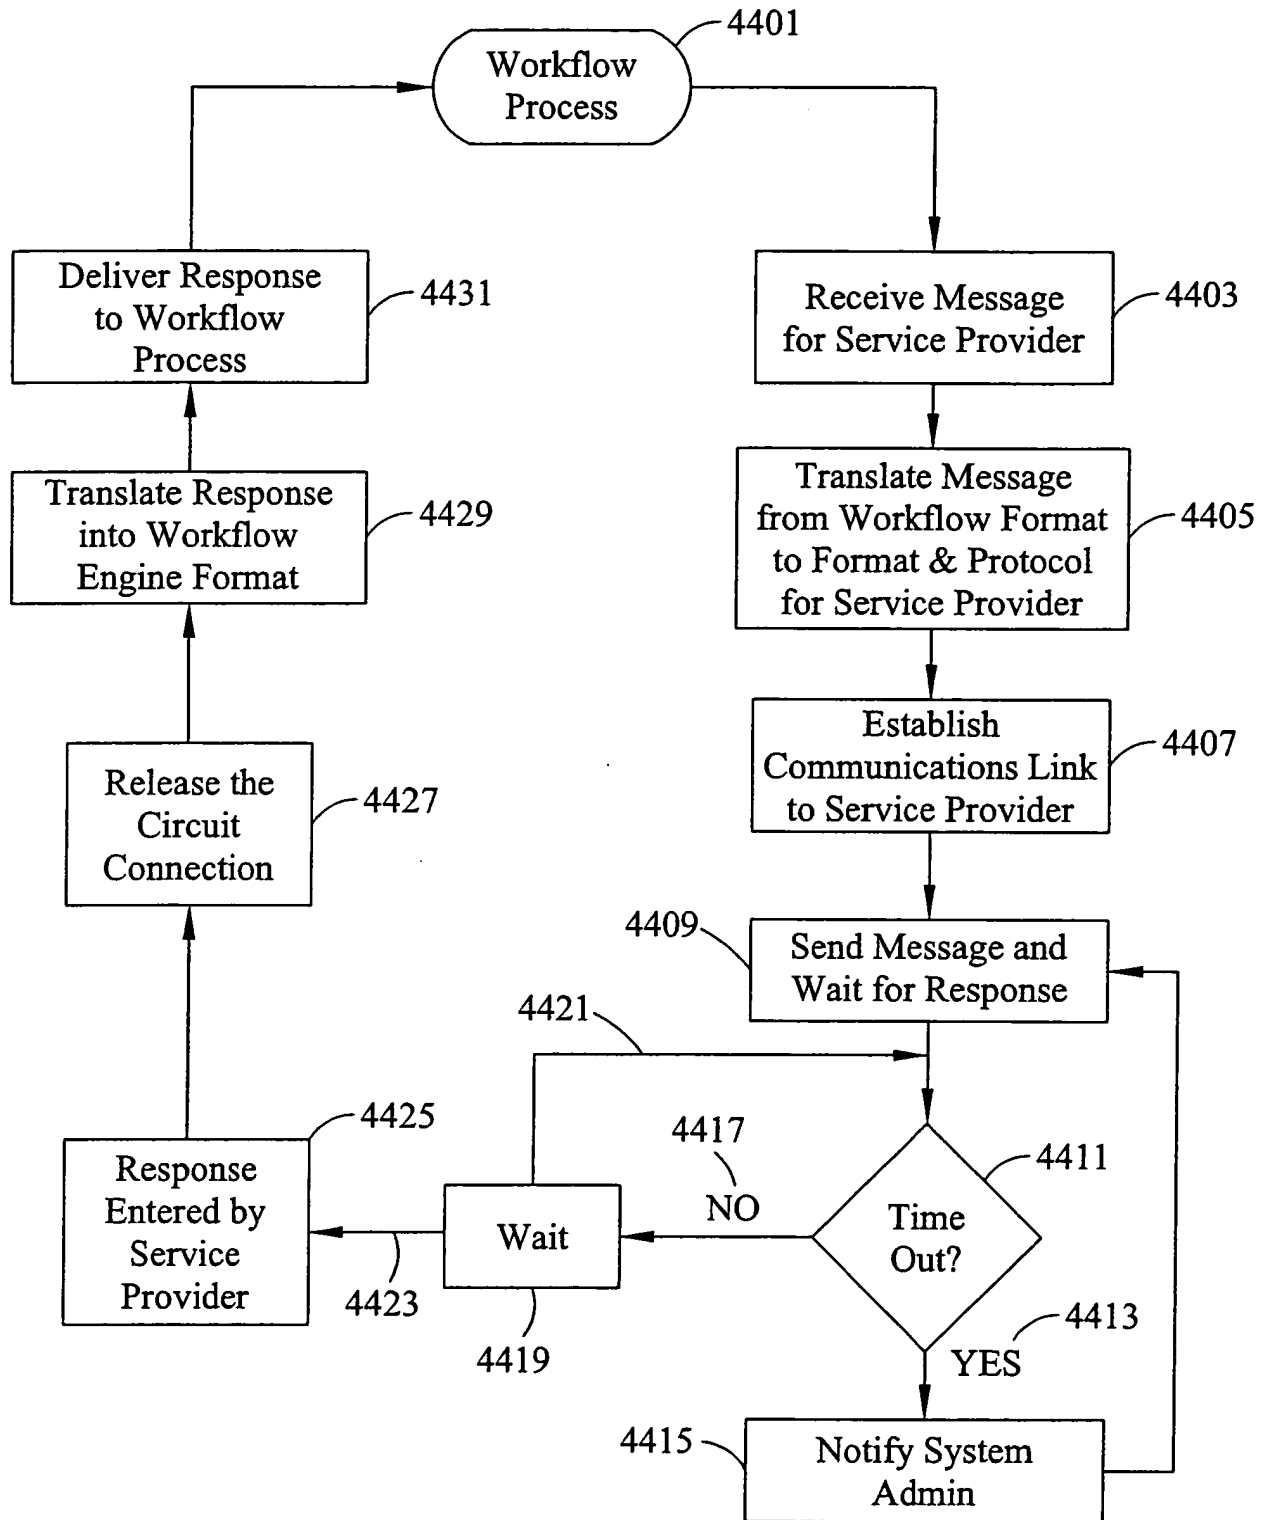 4401
Workflow
Process
Deliver Response
to Workflow
Process
4431
Receive Message
for Service Provider
4403
Translate Response
into Workflow
Engine Format
4429
Translate Message
from Workflow Format
to Format & Protocol
for Service Provider
4405
Establish
Communications Link
to Service Provider
4407
Release the
Circuit
Connection
4427
4409
Send Message and
Wait for Response
4421
4425
Response
Entered by
Service
Provider
4423
Wait
4419
4417
NO
4411
Time
Out?
4413
YES
4415
Notify System
Admin